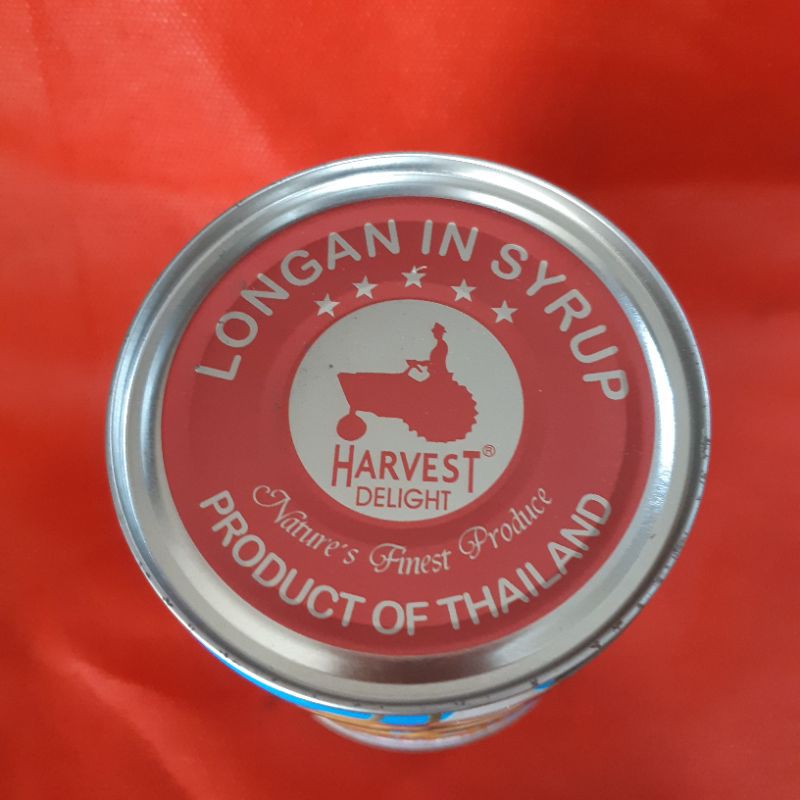 LONGAN IN SYRUP
HARVEST®
DELIGHT
Nature's Finest Produce
PRODUCT OF THAILAND